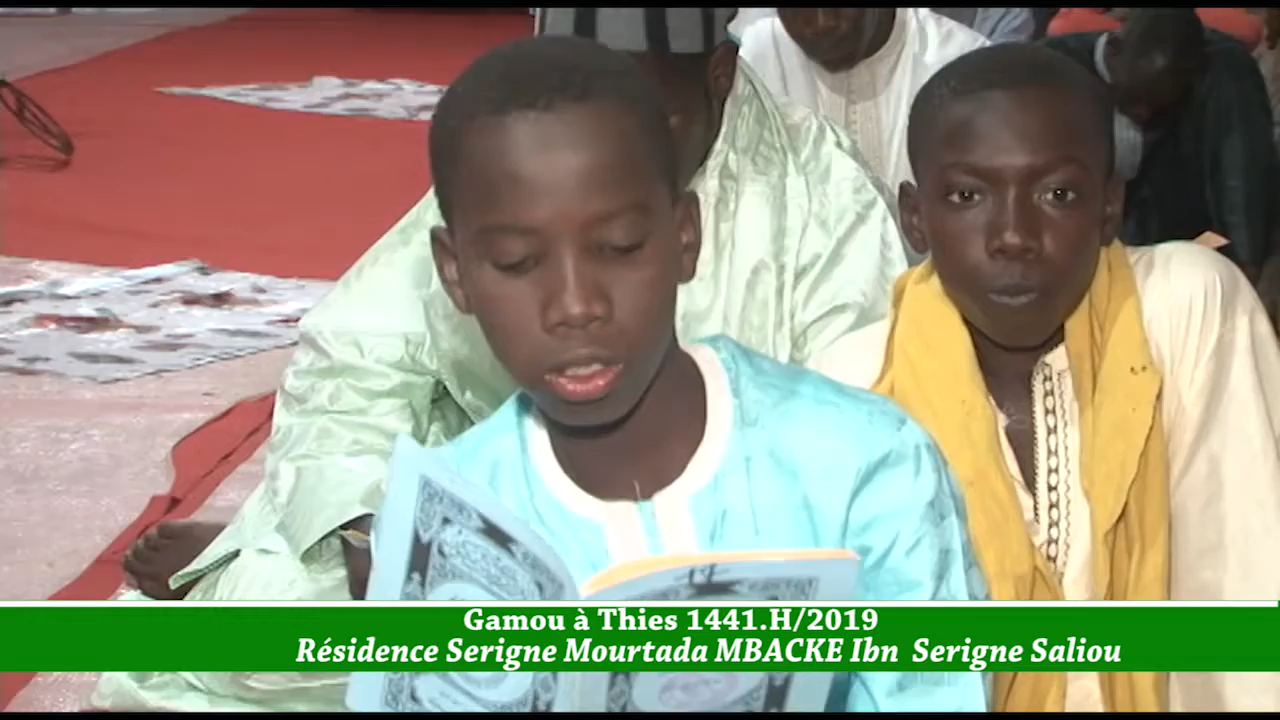 Gamou à Thies 1441.H/2019
Résidence Serigne Mourtada MBACKE Ibn Serigne Saliou